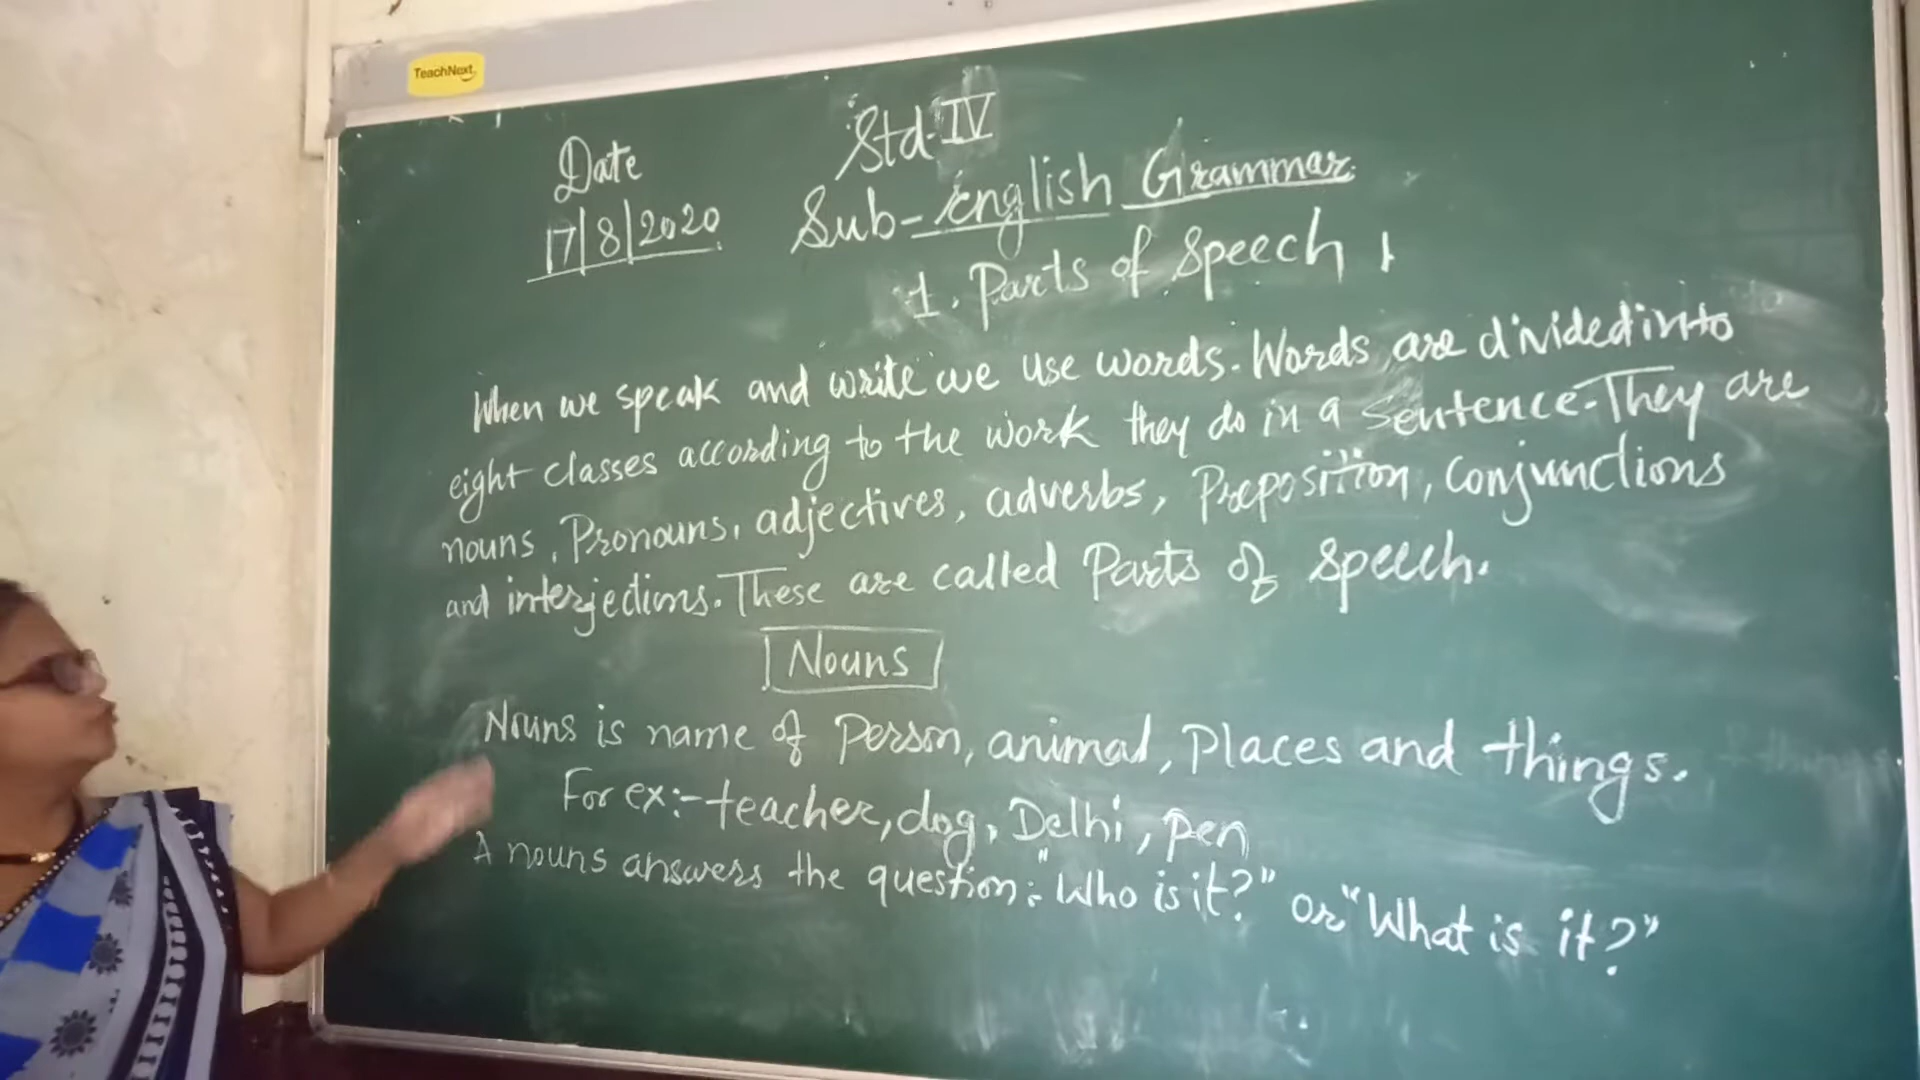 TeachNext
Date
17/8/2020
Std-IV
Sub-English Grammar
1. Parts of Speech
When we speak and write we use words. Words are divided into
eight classes according to the work they do in a sentence. They are
nouns, Pronouns, adjectives, adverbs, Preposition, Conjunctions
and interjections. These are called Parts of speech.
Nouns
Nouns is name of Person, animal, Places and things.
For ex:- teacher, dog, Delhi, pen
A nouns answers the question:- "Who is it?" or "What is it?"